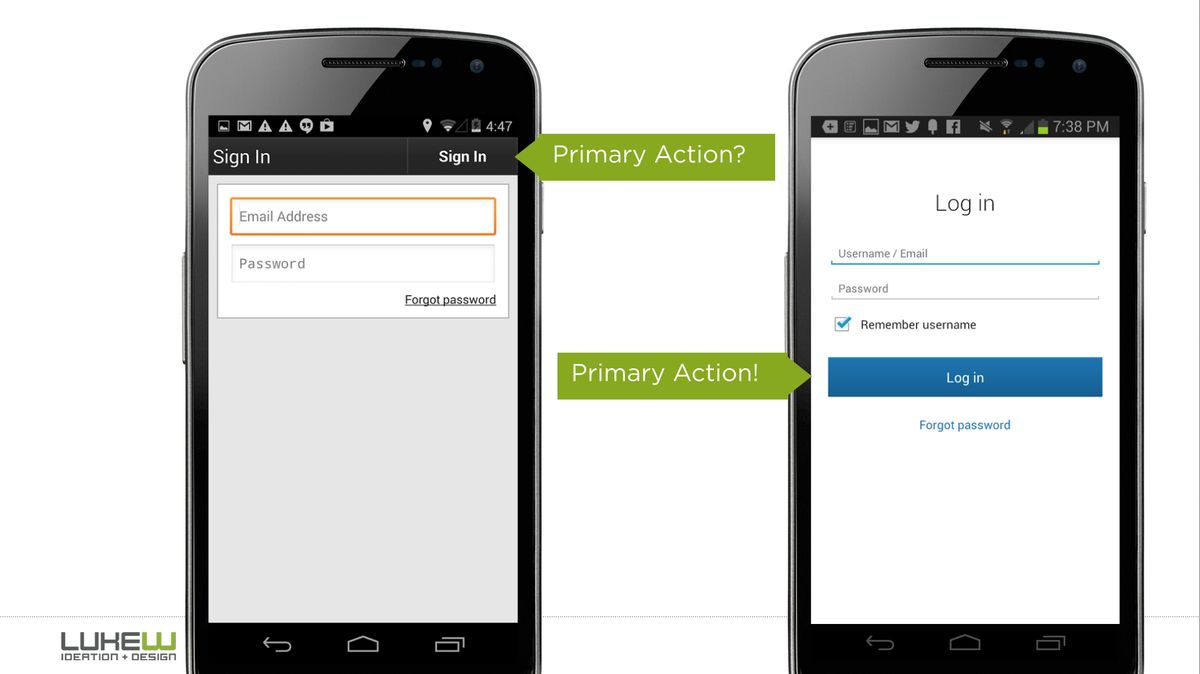 4:47
Sign In
Sign In
Email Address
Password
Forgot password
Primary Action?
Primary Action!
7:38 PM
Log in
Username / Email
Password
Remember username
Log in
Forgot password
LUKEW
IDEATION + DESIGN